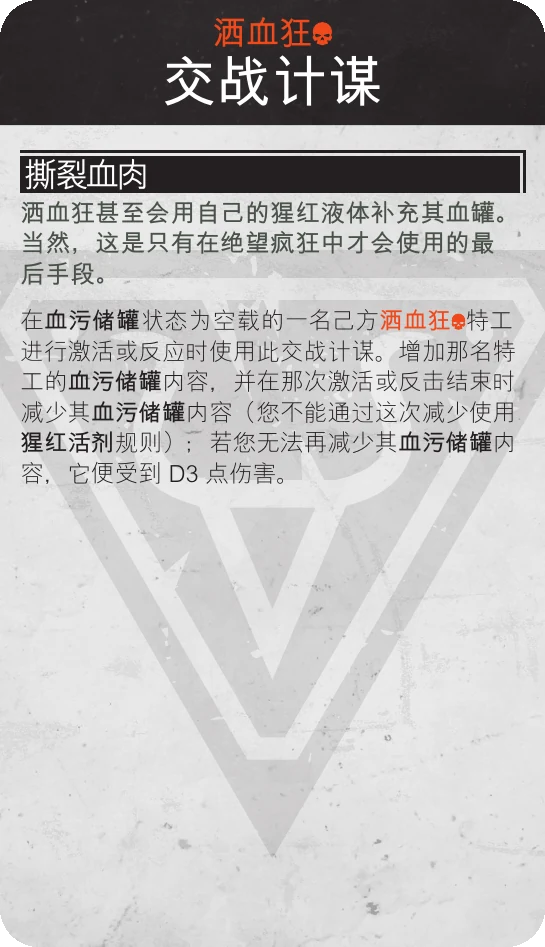 洒血狂
交战计谋
撕裂血肉
洒血狂甚至会用自己的猩红液体补充其血罐。
当然，这是只有在绝望疯狂中才会使用的最
后手段。
在血污储罐状态为空载的一名己方洒血狂特工
进行激活或反应时使用此交战计谋。增加那名特
工的血污储罐内容，并在那次激活或反击结束时
减少其血污储罐内容（您不能通过这次减少使用
猩红活剂规则）；若您无法再减少其血污储罐内
容，它便受到 D3 点伤害。